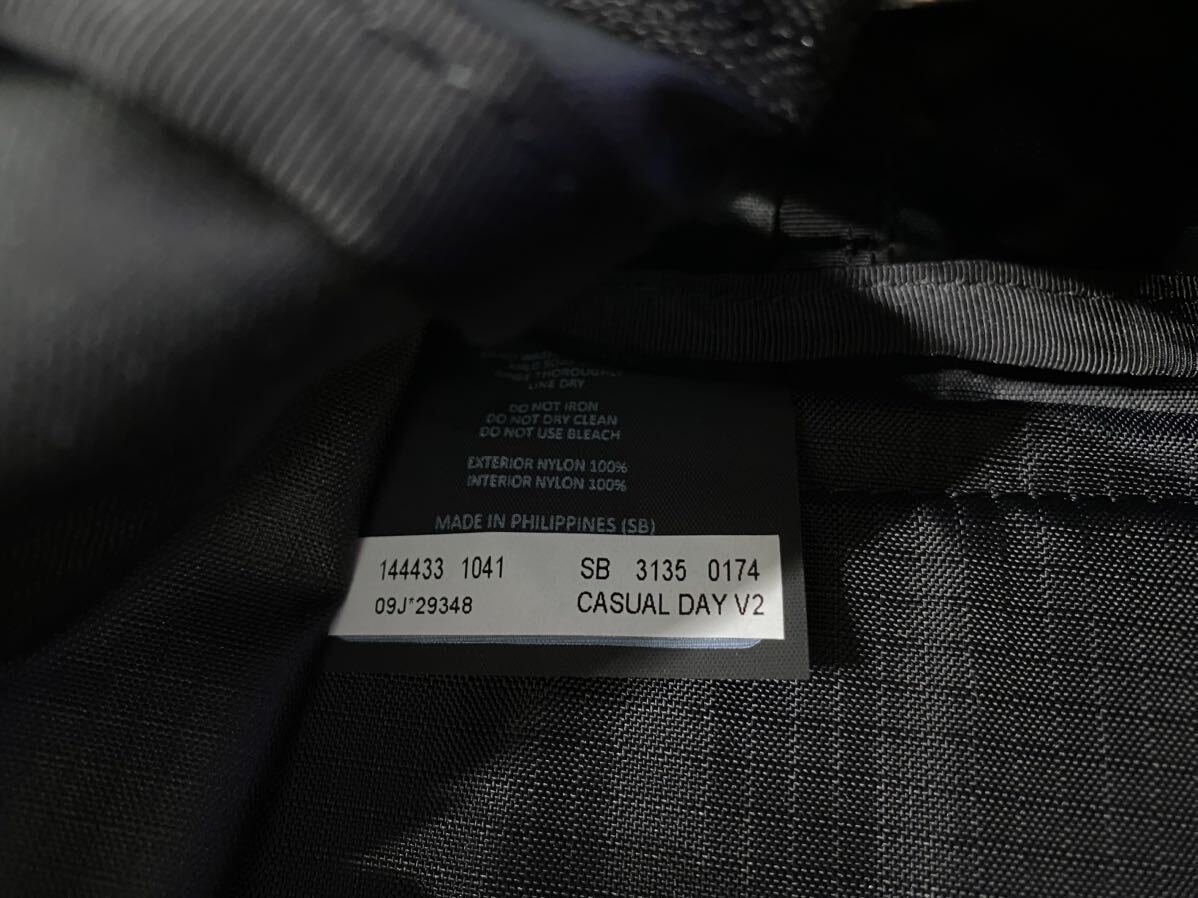 THOROUGHLY
LINE DRY
DO NOT IRON
DO NOT DRY CLEAN
DO NOT USE BLEACH
EXTERIOR NYLON 100%
INTERIOR NYLON 100%
MADE IN PHILIPPINES (SB)
144433 1041 SB 3135 0174
09J*29348 CASUAL DAY V2